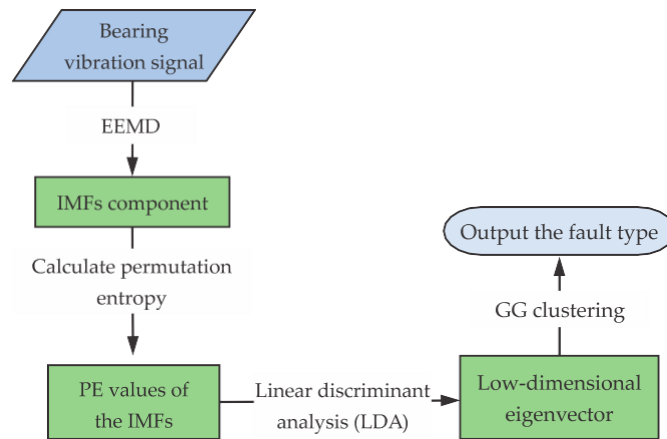 Bearing
vibration signal
EEMD
IMFs component
Calculate permutation
entropy
PE values of
the IMFs
Linear discriminant
analysis (LDA)
Low-dimensional
eigenvector
GG clustering
Output the fault type